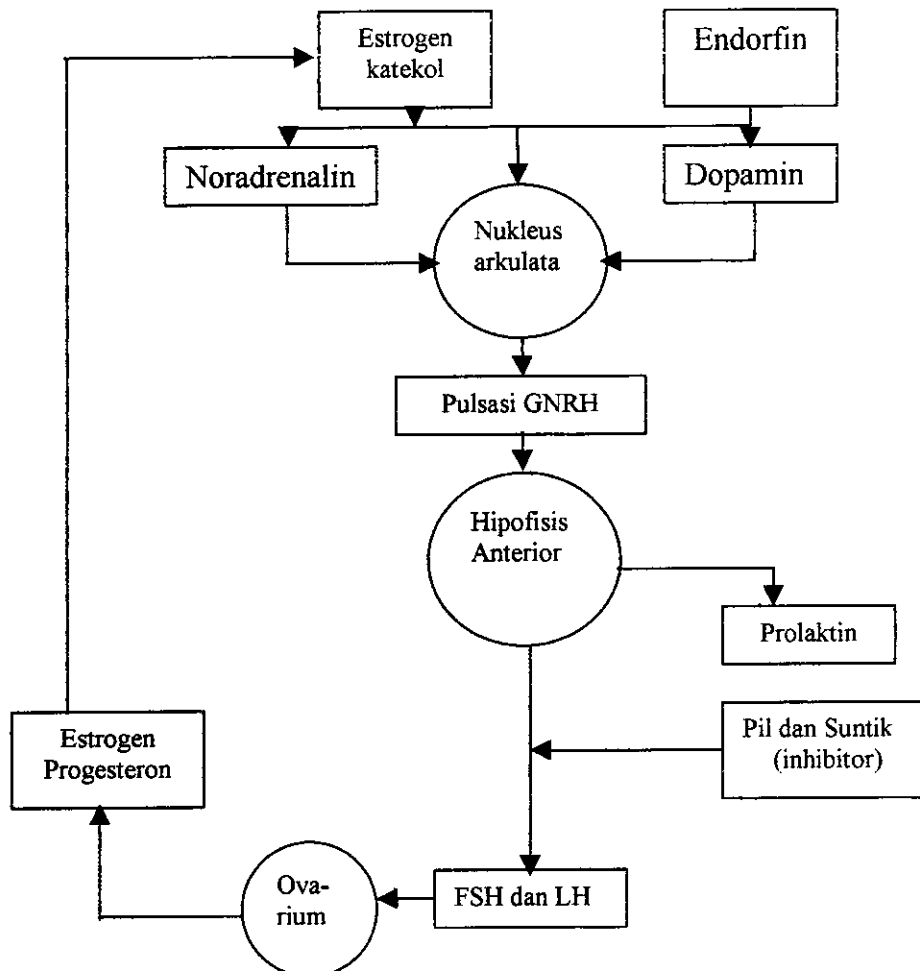 Estrogen
katekol
Endorfin
Noradrenalin
Dopamin
Nukleus
arkulata
Pulsasi GNRH
Hipofisis
Anterior
Prolaktin
Estrogen
Progesteron
Pil dan Suntik
(inhibitor)
Ova-
rium
FSH dan LH